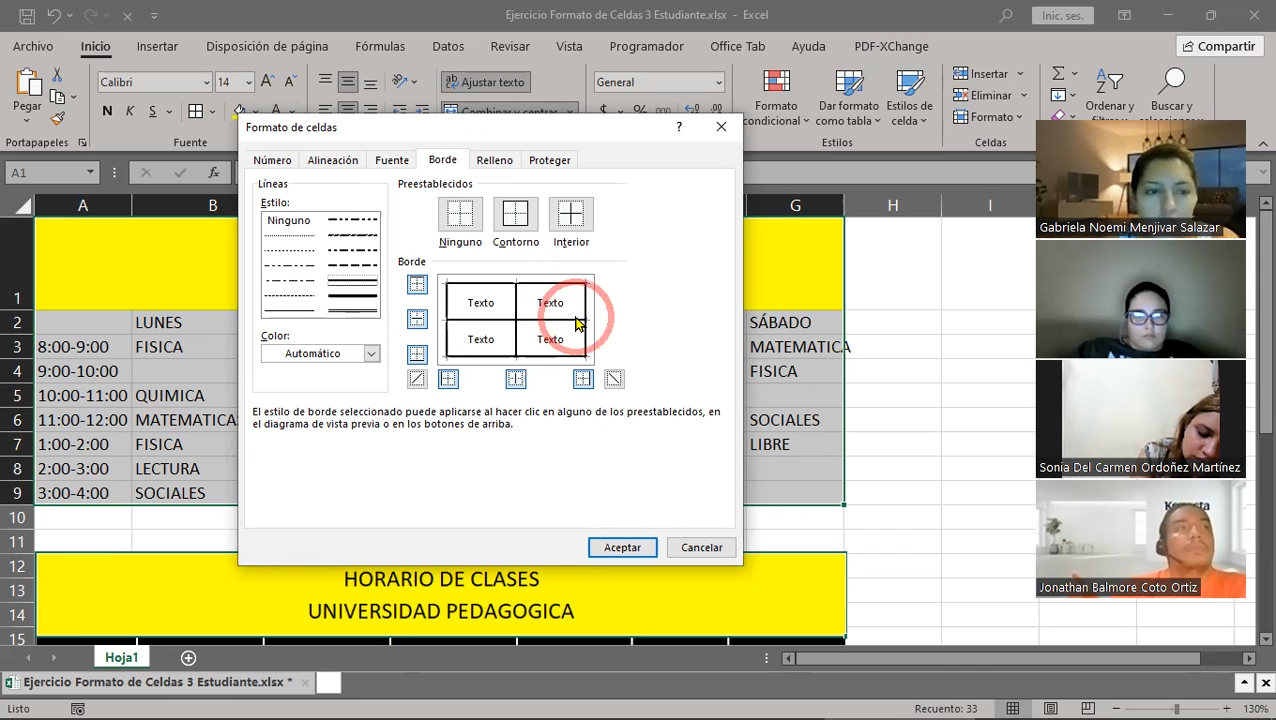 Ejercicio Formato de Celdas 3 Estudiante.xlsx - Excel
Inic. ses.
Archivo Inicio Insertar Disposición de página Fórmulas Datos Revisar Vista Programador Office Tab Ayuda PDF-XChange Compartir
Pegar
Calibri 14
N K S
Ajustar texto
Combinar y centrar
General
$ % 000
Formato condicional
Dar formato como tabla
Estilos de celda
Insertar
Eliminar
Formato
Ordenar y
Buscar y
Portapapeles Fuente Estilos Celdas
A1
fx
A B G H I
Formato de celdas
Número Alineación Fuente Borde Relleno Proteger
Líneas
Estilo:
Ninguno
Color:
Automático
Preestablecidos
Ninguno Contorno Interior
Borde
Texto Texto
Texto Texto
El estilo de borde seleccionado puede aplicarse al hacer clic en alguno de los preestablecidos, en
el diagrama de vista previa o en los botones de arriba.
Aceptar Cancelar
1
2 LUNES SÁBADO
3 8:00-9:00 FISICA MATEMATICA
4 9:00-10:00 FISICA
5 10:00-11:00 QUIMICA
6 11:00-12:00 MATEMATICAS SOCIALES
7 1:00-2:00 FISICA LIBRE
8 2:00-3:00 LECTURA
9 3:00-4:00 SOCIALES
10
11
12 HORARIO DE CLASES
13
14 UNIVERSIDAD PEDAGOGICA
15
Gabriela Noemi Menjivar Salazar
Sonia Del Carmen Ordoñez Martínez
Jonathan Balmore Coto Ortiz
Hoja1
Ejercicio Formato de Celdas 3 Estudiante.xlsx *
Listo
Recuento: 33
130%